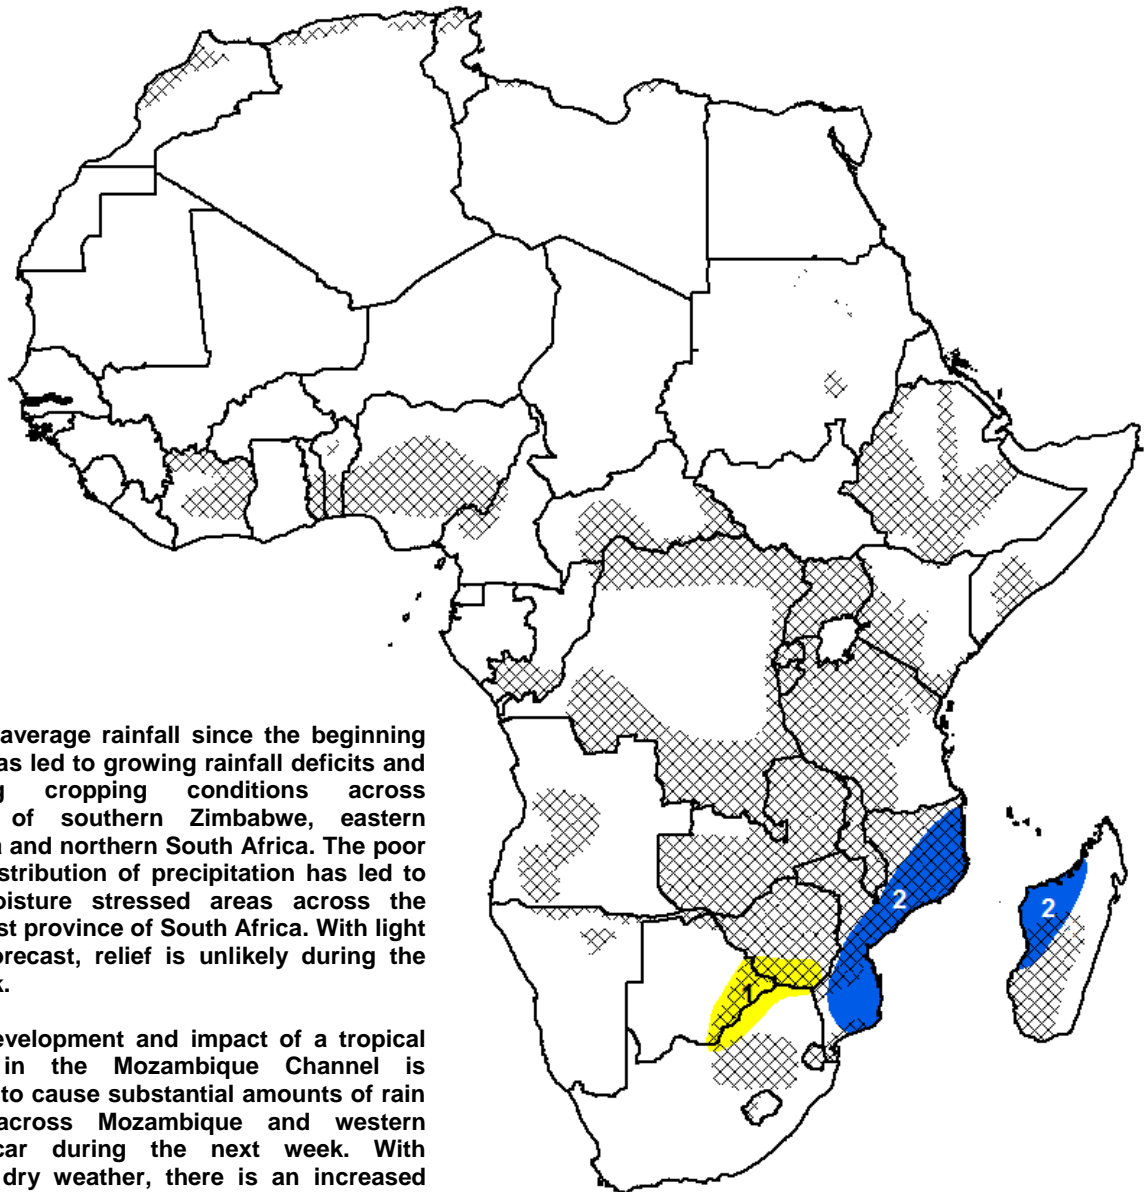 average rainfall since the beginning
as led to growing rainfall deficits and
g cropping conditions across
of southern Zimbabwe, eastern
a and northern South Africa. The poor
stribution of precipitation has led to
oisture stressed areas across the
st province of South Africa. With light
orecast, relief is unlikely during the
k.
evelopment and impact of a tropical
in the Mozambique Channel is
to cause substantial amounts of rain
across Mozambique and western
car during the next week. With
dry weather, there is an increased
1
2
2